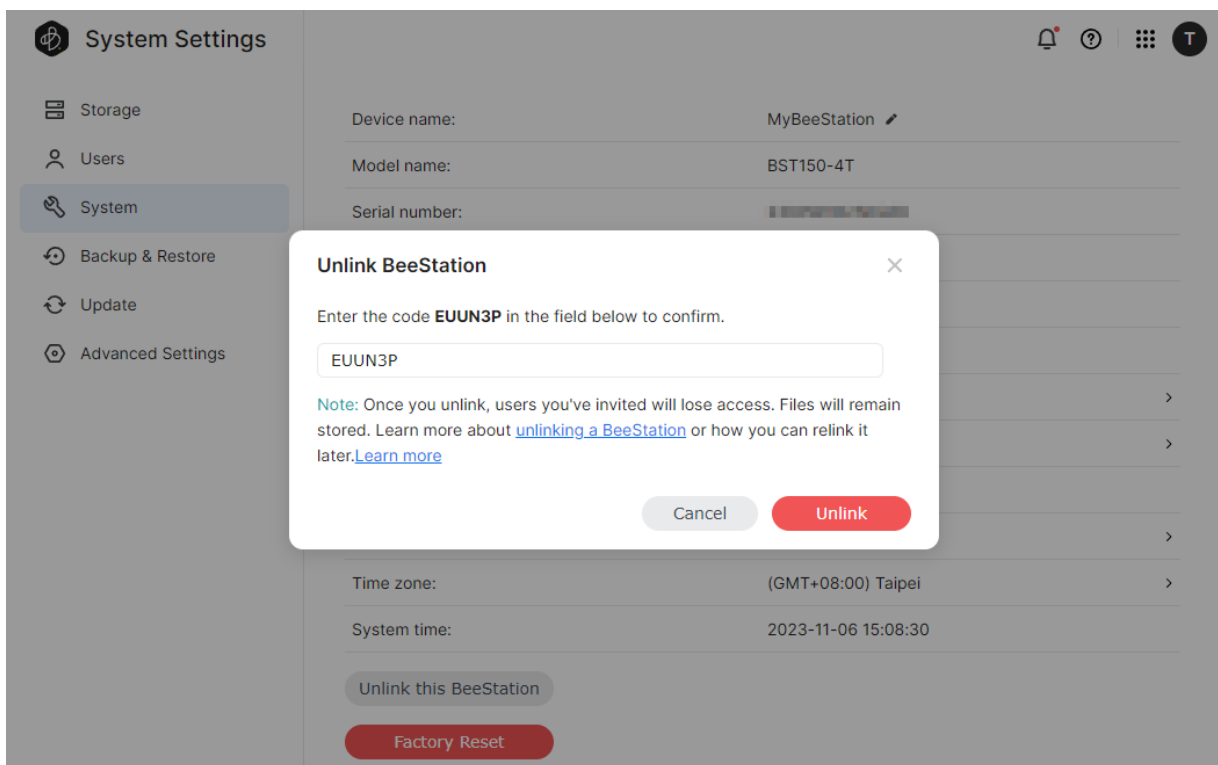 System Settings
T
Storage
Users
System
Backup & Restore
Update
Advanced Settings
Device name: MyBeeStation
Model name: BST150-4T
Serial number:
Unlink BeeStation
Enter the code EUUN3P in the field below to confirm.
EUUN3P
Note: Once you unlink, users you've invited will lose access. Files will remain
stored. Learn more about unlinking a BeeStation or how you can relink it
later.Learn more
Cancel Unlink
Time zone: (GMT+08:00) Taipei
System time: 2023-11-06 15:08:30
Unlink this BeeStation
Factory Reset